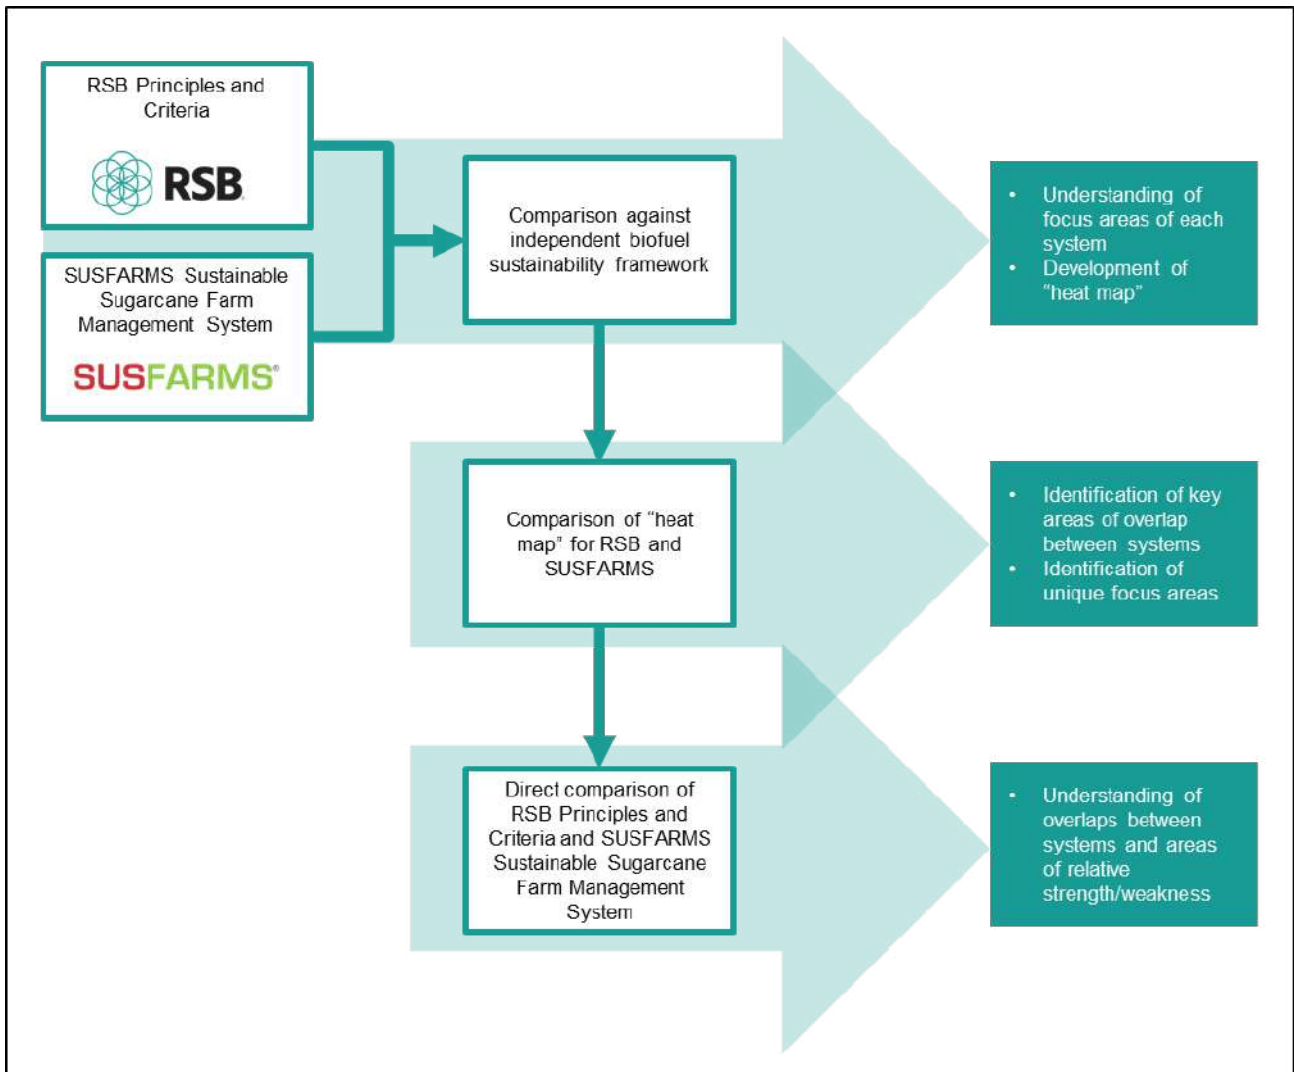 RSB Principles and
Criteria
RSB
SUSFARMS Sustainable
Sugarcane Farm
Management System
SUSFARMS®
Comparison against
independent biofuel
sustainability framework
• Understanding of
focus areas of each
system
• Development of
“heat map”
Comparison of “heat
map” for RSB and
SUSFARMS
• Identification of key
areas of overlap
between systems
• Identification of
unique focus areas
Direct comparison of
RSB Principles and
Criteria and SUSFARMS
Sustainable Sugarcane
Farm Management
System
• Understanding of
overlaps between
systems and areas
of relative
strength/weakness